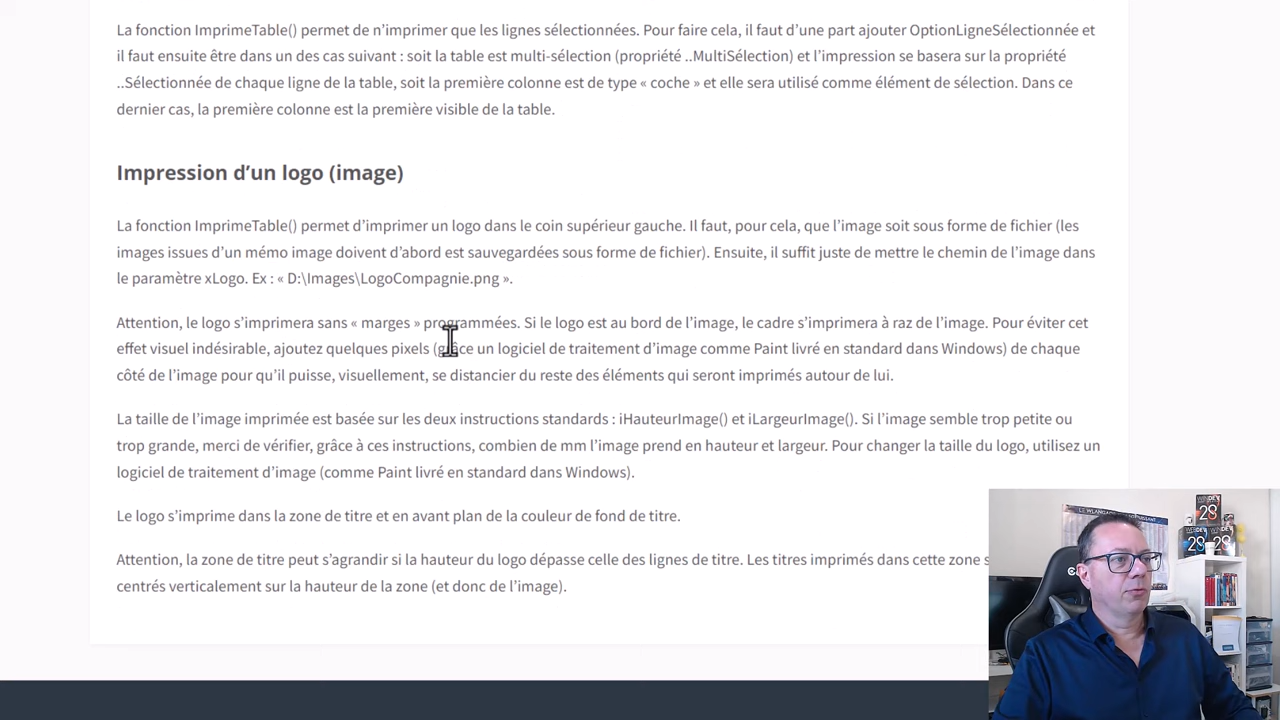 La fonction ImprimeTable() permet de n’imprimer que les lignes sélectionnées. Pour faire cela, il faut d’une part ajouter OptionLigneSélectionnée et
il faut ensuite être dans un des cas suivant : soit la table est multi-sélection (propriété ..MultiSélection) et l’impression se basera sur la propriété
..Sélectionnée de chaque ligne de la table, soit la première colonne est de type « coche » et elle sera utilisé comme élément de sélection. Dans ce
dernier cas, la première colonne est la première visible de la table.
Impression d’un logo (image)
La fonction ImprimeTable() permet d’imprimer un logo dans le coin supérieur gauche. Il faut, pour cela, que l’image soit sous forme de fichier (les
images issues d’un mémo image doivent d’abord est sauvegardées sous forme de fichier). Ensuite, il suffit juste de mettre le chemin de l’image dans
le paramètre xLogo. Ex : « D:\Images\LogoCompagnie.png ».
Attention, le logo s’imprimera sans « marges » programmées. Si le logo est au bord de l’image, le cadre s’imprimera à raz de l’image. Pour éviter cet
effet visuel indésirable, ajoutez quelques pixels (grâce un logiciel de traitement d’image comme Paint livré en standard dans Windows) de chaque
côté de l’image pour qu’il puisse, visuellement, se distancier du reste des éléments qui seront imprimés autour de lui.
La taille de l’image imprimée est basée sur les deux instructions standards : iHauteurImage() et iLargeurImage(). Si l’image semble trop petite ou
trop grande, merci de vérifier, grâce à ces instructions, combien de mm l’image prend en hauteur et largeur. Pour changer la taille du logo, utilisez un
logiciel de traitement d’image (comme Paint livré en standard dans Windows).
Le logo s’imprime dans la zone de titre et en avant plan de la couleur de fond de titre.
Attention, la zone de titre peut s’agrandir si la hauteur du logo dépasse celle des lignes de titre. Les titres imprimés dans cette zone
centrés verticalement sur la hauteur de la zone (et donc de l’image).
LE WLANGAGE
28
28